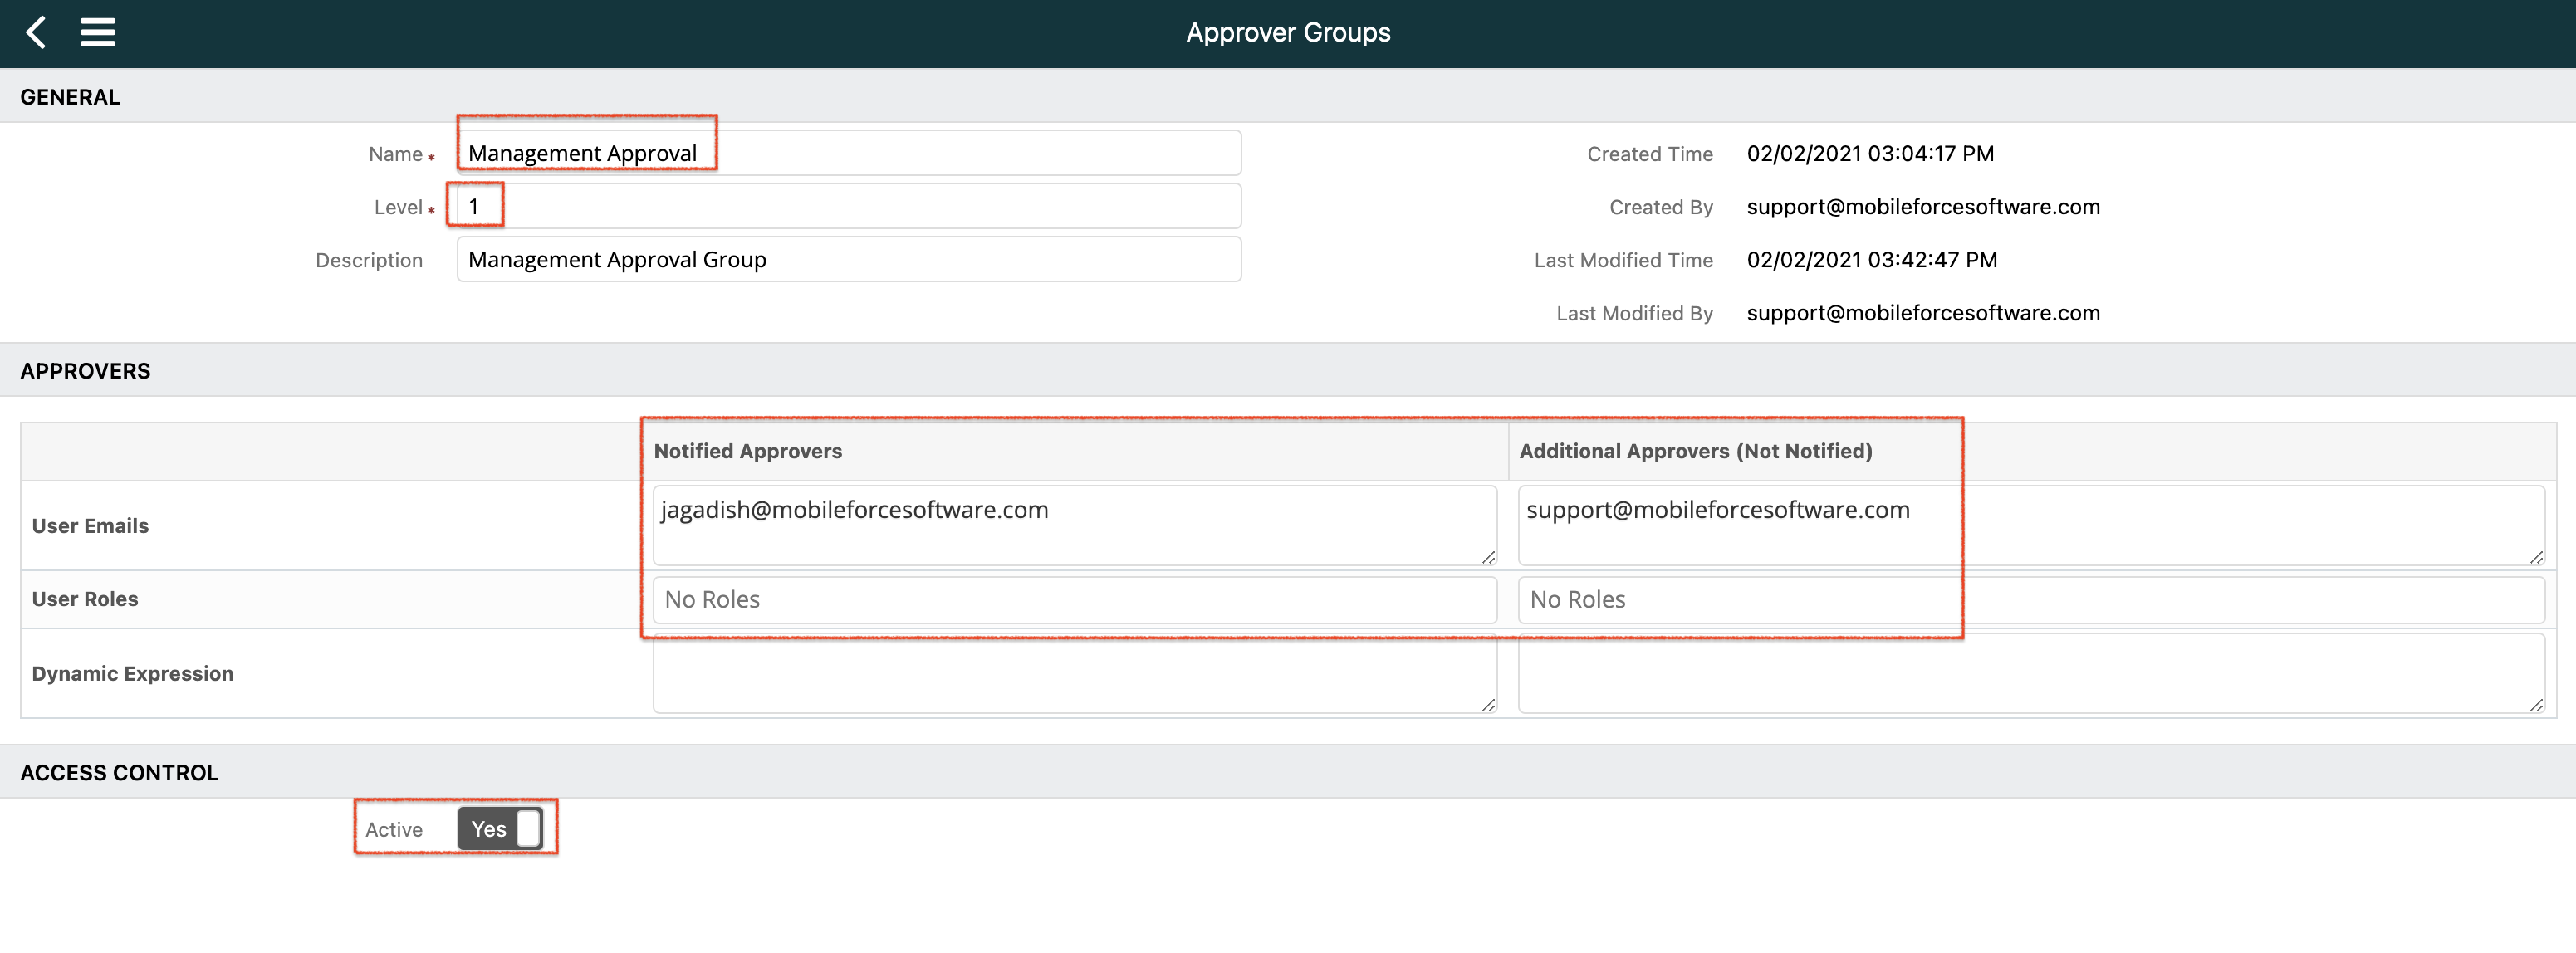 Approver Groups
GENERAL
Name * Management Approval
Level * 1
Description Management Approval Group
Created Time 02/02/2021 03:04:17 PM
Created By support@mobileforcesoftware.com
Last Modified Time 02/02/2021 03:42:47 PM
Last Modified By support@mobileforcesoftware.com
APPROVERS
Notified Approvers Additional Approvers (Not Notified)
User Emails jagadish@mobileforcesoftware.com support@mobileforcesoftware.com
User Roles No Roles No Roles
Dynamic Expression
ACCESS CONTROL
Active Yes